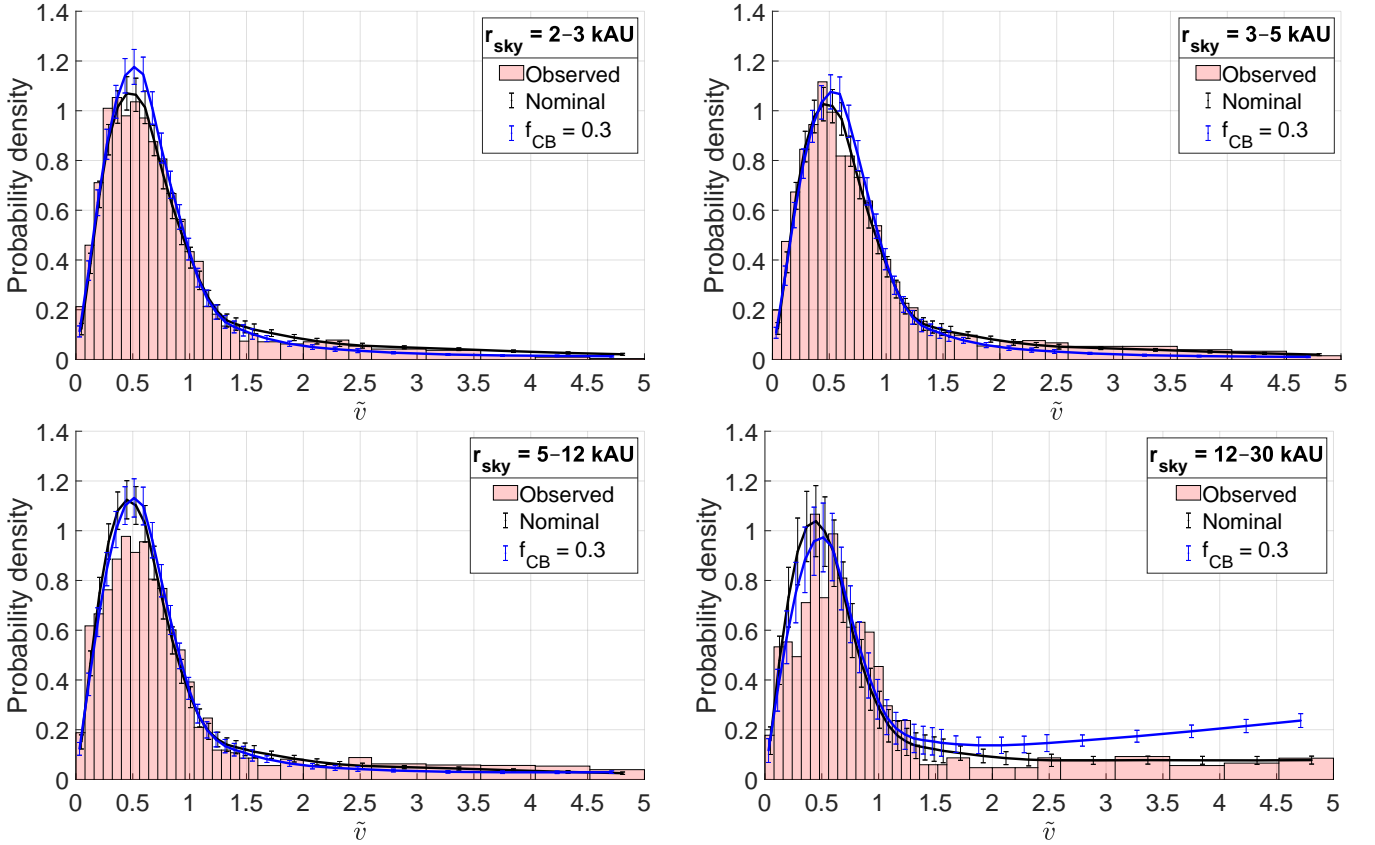 r_sky = 2–3 kAU
Observed
Nominal
f_CB = 0.3
Probability density
1.4
1.2
1
0.8
0.6
0.4
0.2
0
0 0.5 1 1.5 2 2.5 3 3.5 4 4.5 5
ṽ
r_sky = 3–5 kAU
Observed
Nominal
f_CB = 0.3
Probability density
1.4
1.2
1
0.8
0.6
0.4
0.2
0
0 0.5 1 1.5 2 2.5 3 3.5 4 4.5 5
ṽ
r_sky = 5–12 kAU
Observed
Nominal
f_CB = 0.3
Probability density
1.4
1.2
1
0.8
0.6
0.4
0.2
0
0 0.5 1 1.5 2 2.5 3 3.5 4 4.5 5
ṽ
r_sky = 12–30 kAU
Observed
Nominal
f_CB = 0.3
Probability density
1.4
1.2
1
0.8
0.6
0.4
0.2
0
0 0.5 1 1.5 2 2.5 3 3.5 4 4.5 5
ṽ